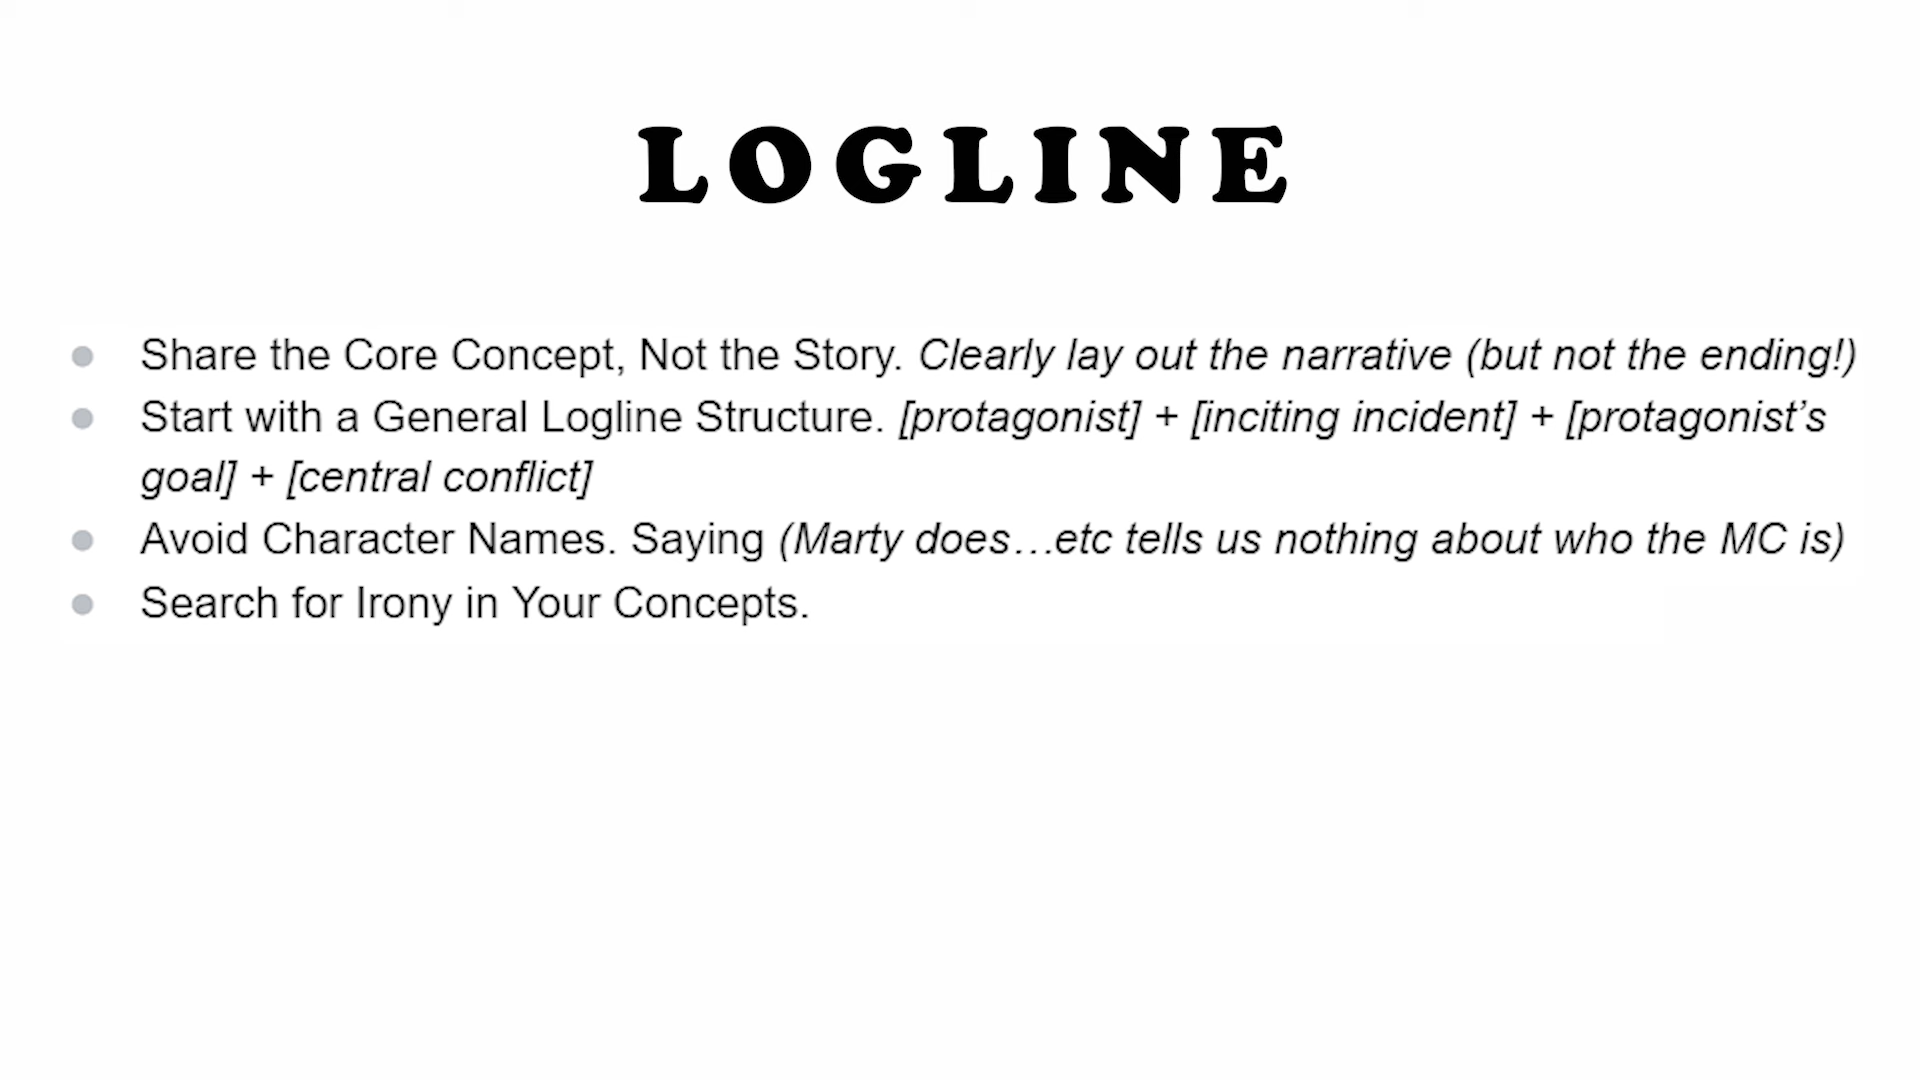 LOGLINE
Share the Core Concept, Not the Story. Clearly lay out the narrative (but not the ending!)
Start with a General Logline Structure. [protagonist] + [inciting incident] + [protagonist’s
goal] + [central conflict]
Avoid Character Names. Saying (Marty does…etc tells us nothing about who the MC is)
Search for Irony in Your Concepts.